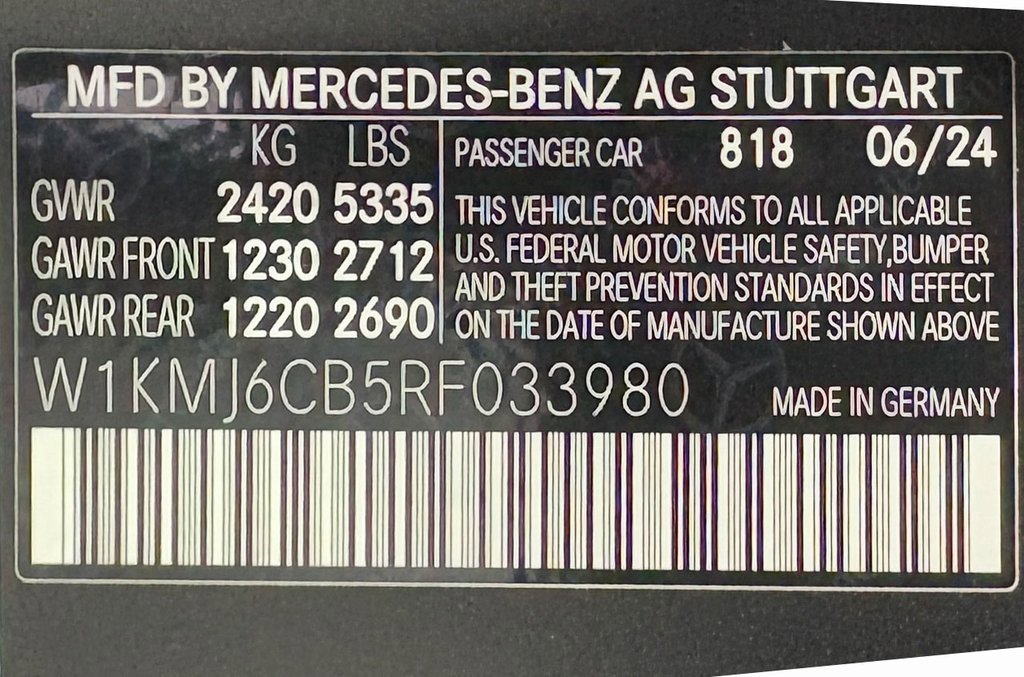 MFD BY MERCEDES-BENZ AG STUTTGART
KG LBS
GVWR 2420 5335
GAWR FRONT 1230 2712
GAWR REAR 1220 2690
PASSENGER CAR 818 06/24
THIS VEHICLE CONFORMS TO ALL APPLICABLE
U.S. FEDERAL MOTOR VEHICLE SAFETY,BUMPER
AND THEFT PREVENTION STANDARDS IN EFFECT
ON THE DATE OF MANUFACTURE SHOWN ABOVE
W1KMJ6CB5RF033980
MADE IN GERMANY